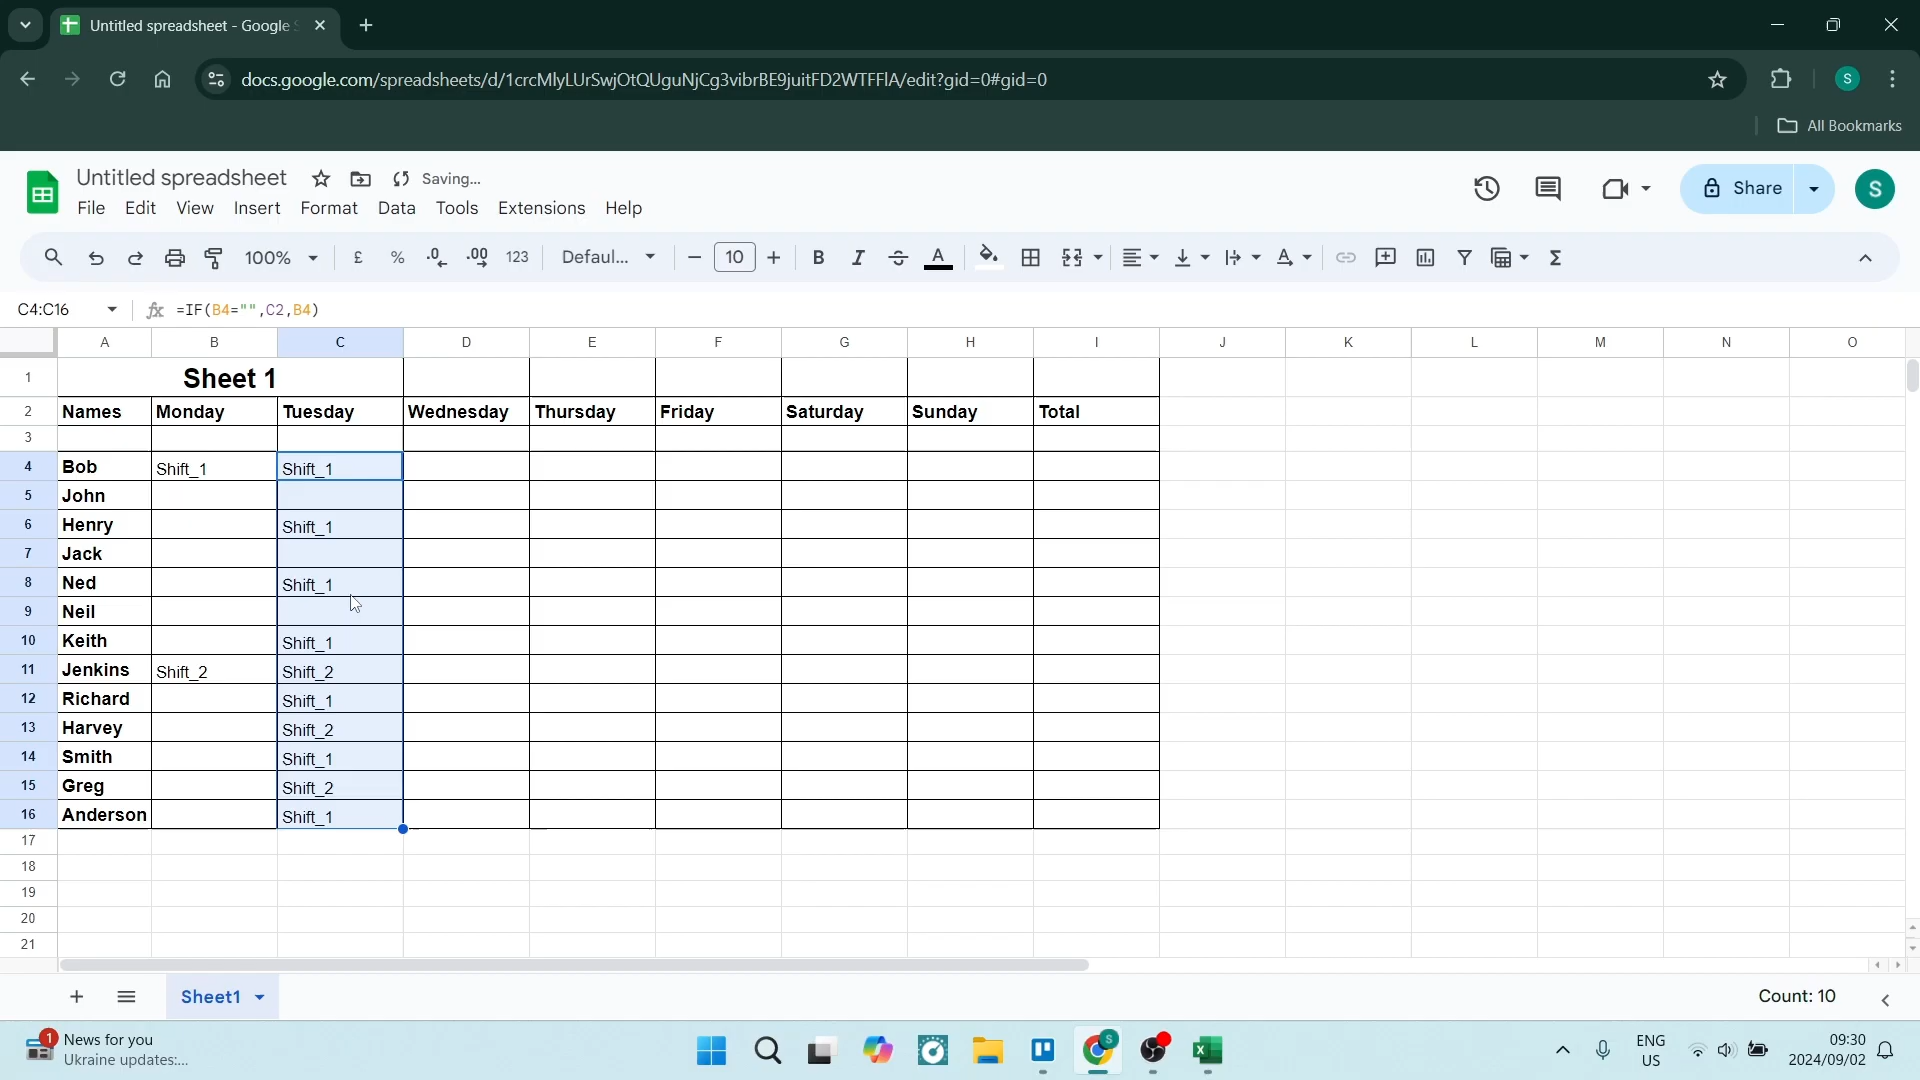 Untitled spreadsheet - Google S
docs.google.com/spreadsheets/d/1crcMlyLUrSwjOtQUguNjCg3vibrBE9juitFD2WTFFlA/edit?gid=0#gid=0
S
All Bookmarks
Untitled spreadsheet Saving...
File Edit View Insert Format Data Tools Extensions Help
Share
S
100% £ % .0 .00 123 Defaul... 10 B I S A
C4:C16 fx =IF(B4="",C2,B4)
A B C D E F G H I J K L M N O
1 Sheet 1
2 Names Monday Tuesday Wednesday Thursday Friday Saturday Sunday Total
3
4 Bob Shift_1 Shift_1
5 John
6 Henry Shift_1
7 Jack
8 Ned Shift_1
9 Neil
10 Keith Shift_1
11 Jenkins Shift_2 Shift_2
12 Richard Shift_1
13 Harvey Shift_2
14 Smith Shift_1
15 Greg Shift_2
16 Anderson Shift_1
17
18
19
20
21
Sheet1 Count: 10
1 News for you
Ukraine updates:...
ENG
US
09:30
2024/09/02